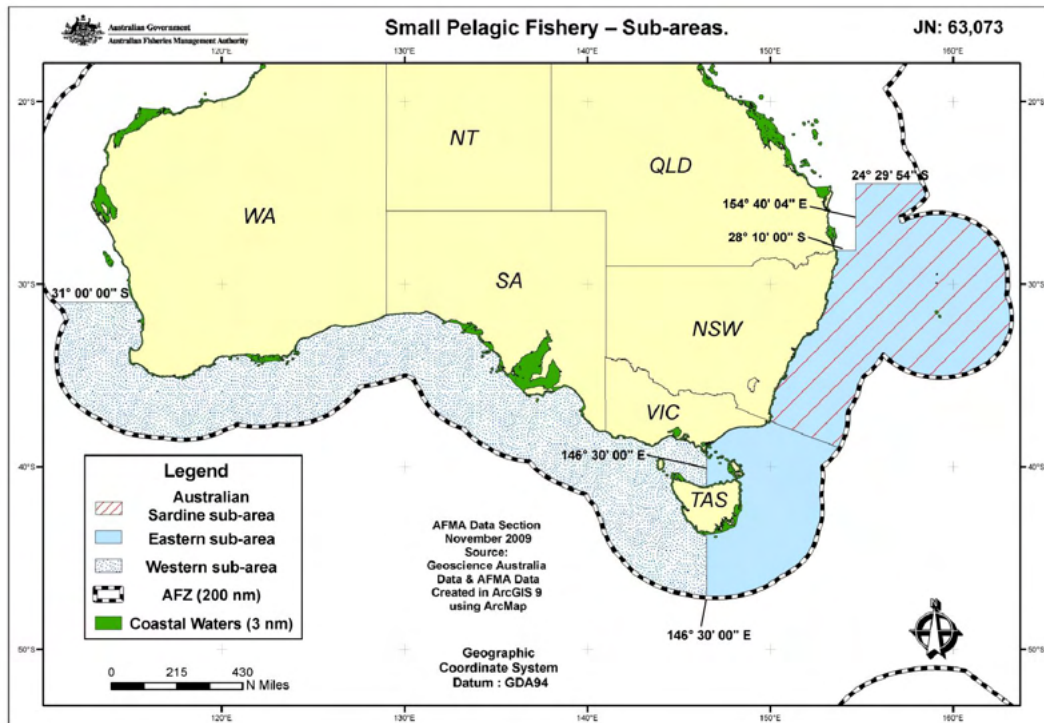 Australian Government
Australian Fisheries Management Authority
Small Pelagic Fishery – Sub-areas.
JN: 63,073
120°E
130°E
140°E
150°E
160°E
20°S
20°S
NT
QLD
24° 29' 54" S
WA
154° 40' 04" E
28° 10' 00" S
SA
30°S
31° 00' 00" S
30°S
NSW
VIC
146° 30' 00" E
40°S
40°S
TAS
Legend
Australian
Sardine sub-area
Eastern sub-area
Western sub-area
AFZ (200 nm)
Coastal Waters (3 nm)
AFMA Data Section
November 2009
Source:
Geoscience Australia
Data & AFMA Data
Created in ArcGIS 9
using ArcMap
146° 30' 00" E
50°S
50°S
Geographic
Coordinate System
Datum : GDA94
0 215 430
N Miles
120°E
130°E
140°E
150°E
160°E